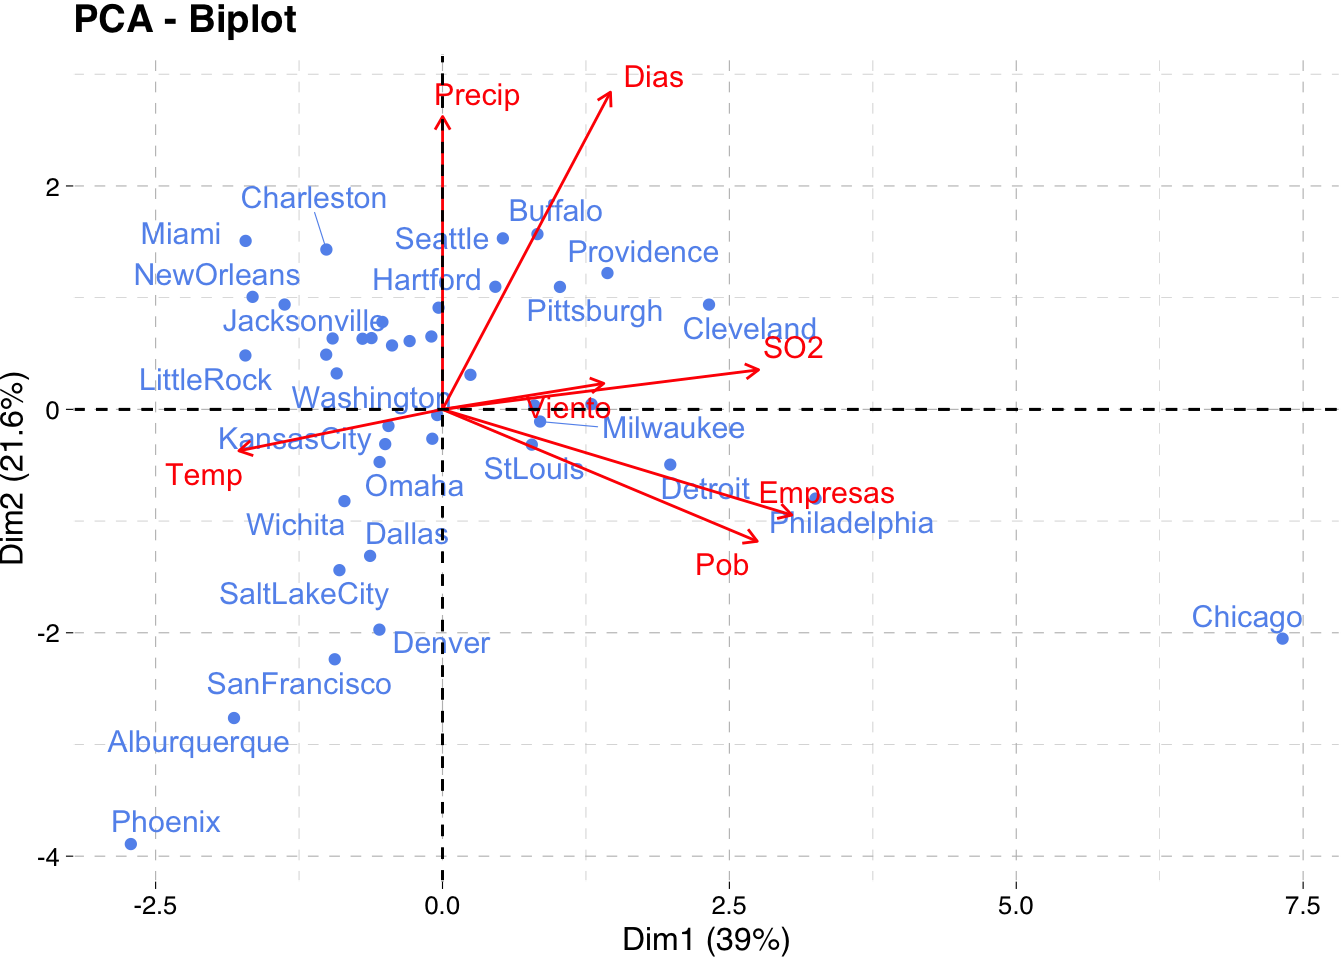 PCA - Biplot
Dias
Precip
Charleston
Buffalo
Miami
Seattle
Providence
NewOrleans
Hartford
Pittsburgh
Jacksonville
Cleveland
SO2
LittleRock
Washington
Viento
Milwaukee
KansasCity
StLouis
Temp
Omaha
Detroit
Empresas
Wichita
Philadelphia
Dallas
Pob
SaltLakeCity
Chicago
Denver
SanFrancisco
Alburquerque
Phoenix
2
0
-2
-4
Dim2 (21.6%)
-2.5
0.0
2.5
5.0
7.5
Dim1 (39%)